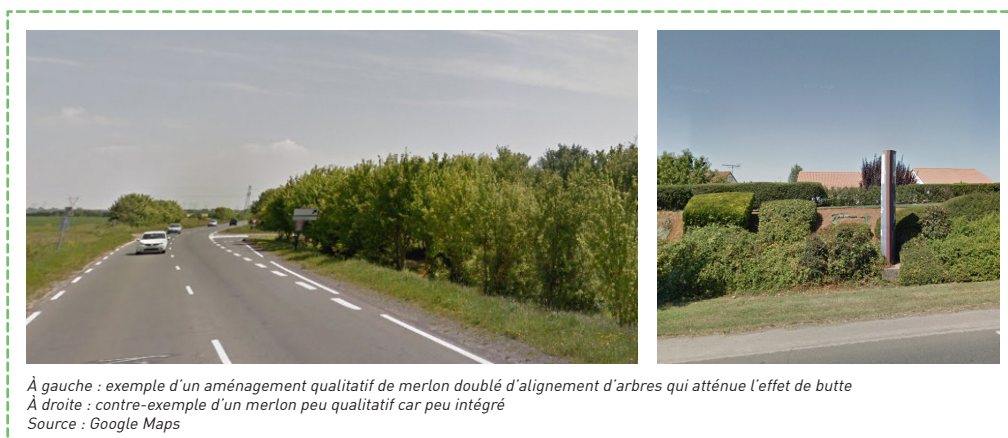 À gauche : exemple d'un aménagement qualitatif de merlon doublé d'alignement d'arbres qui atténue l'effet de butte
À droite : contre-exemple d'un merlon peu qualitatif car peu intégré
Source : Google Maps